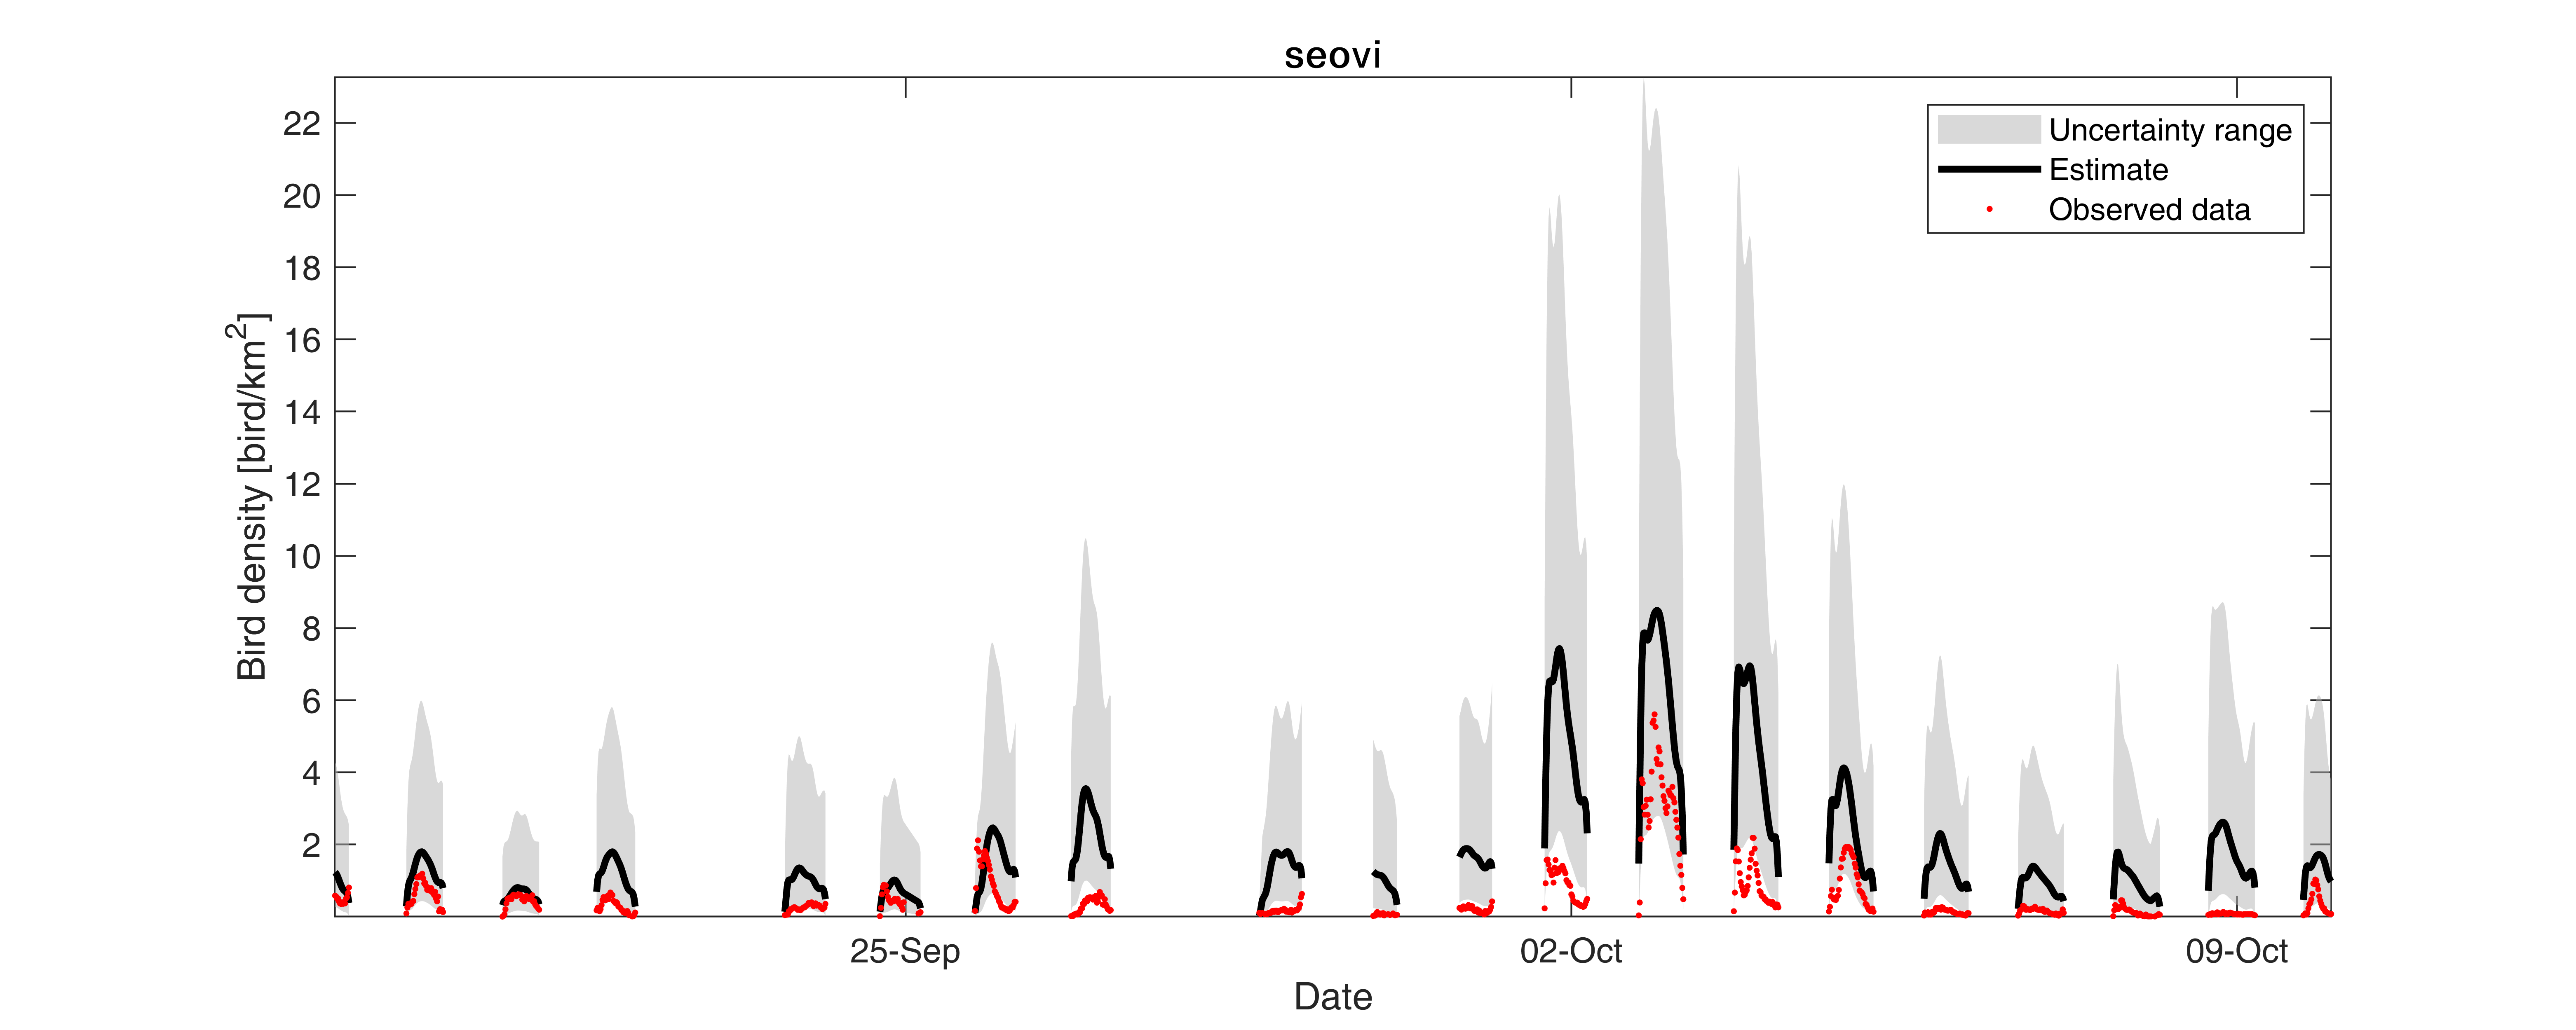 seovi
22
20
18
16
14
12
10
8
6
4
2
Bird density [bird/km²]
Uncertainty range
Estimate
Observed data
25-Sep
02-Oct
09-Oct
Date